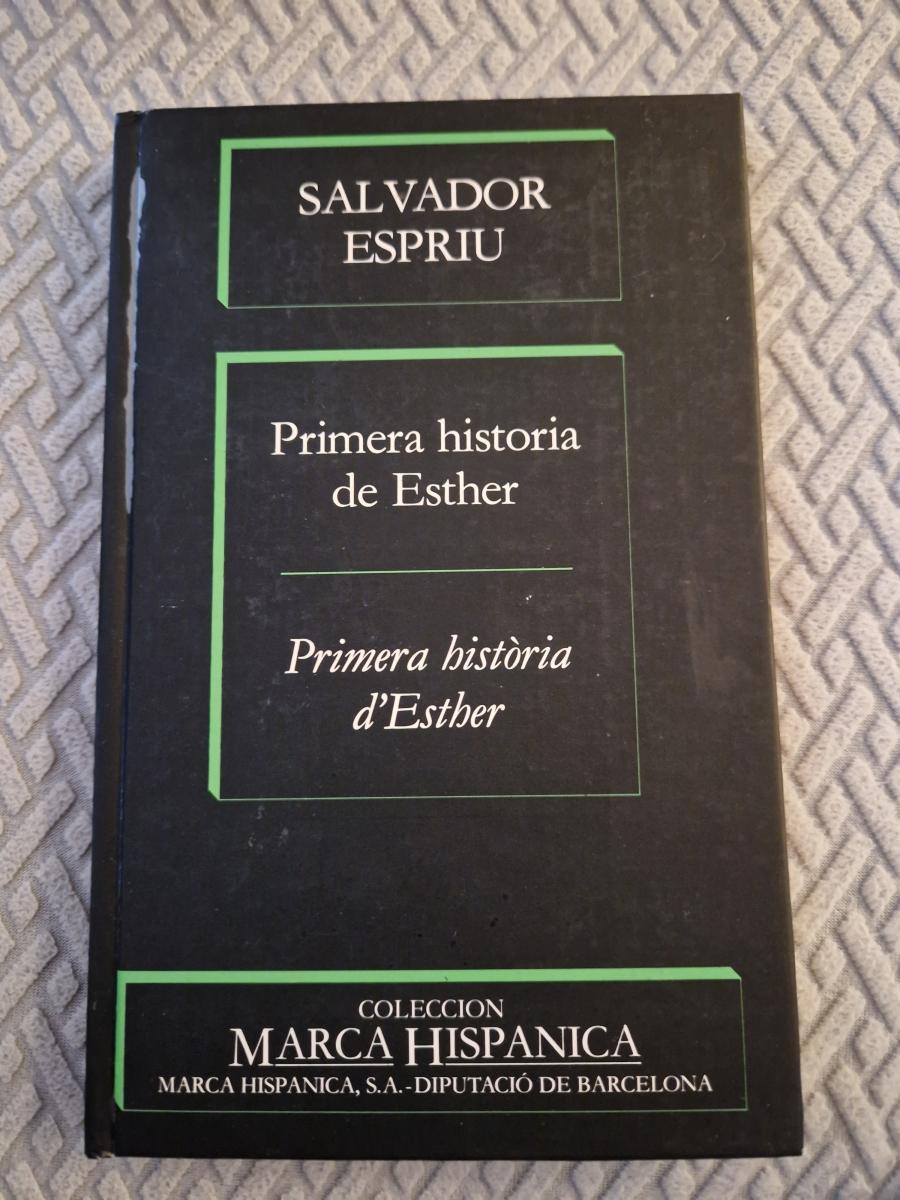 SALVADOR
ESPRIU
Primera historia
de Esther
Primera història
d'Esther
COLECCION
MARCA HISPANICA
MARCA HISPANICA, S.A.-DIPUTACIÓ DE BARCELONA